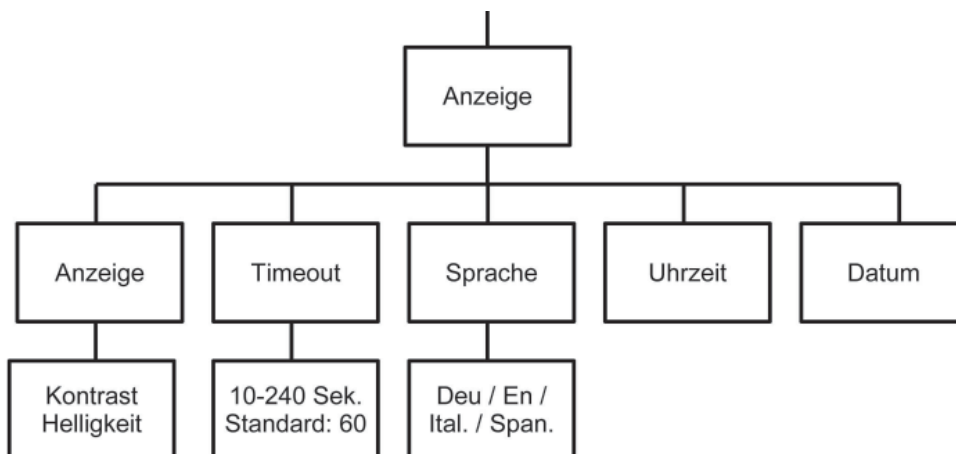 Anzeige
Anzeige
Timeout
Sprache
Uhrzeit
Datum
Kontrast
Helligkeit
10-240 Sek.
Standard: 60
Deu / En /
Ital. / Span.